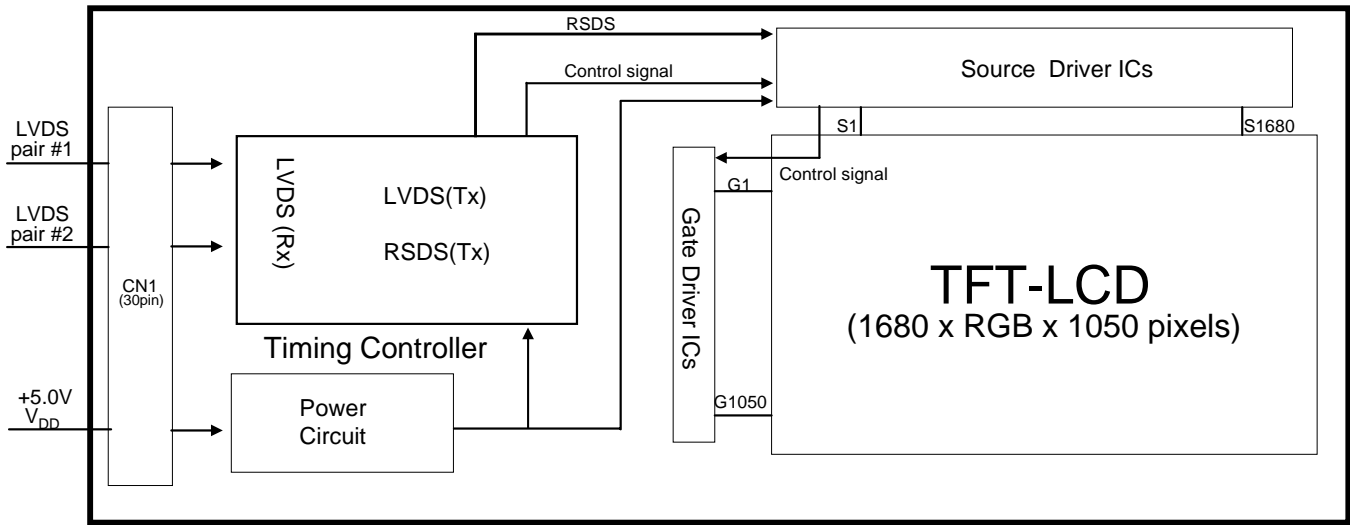 RSDS
Source Driver ICs
Control signal
LVDS
pair #1
S1
S1680
LVDS (Rx)
LVDS(Tx)
Control signal
G1
LVDS
pair #2
RSDS(Tx)
Gate Driver ICs
TFT-LCD
(1680 x RGB x 1050 pixels)
CN1
(30pin)
Timing Controller
+5.0V
VDD
Power
Circuit
G1050